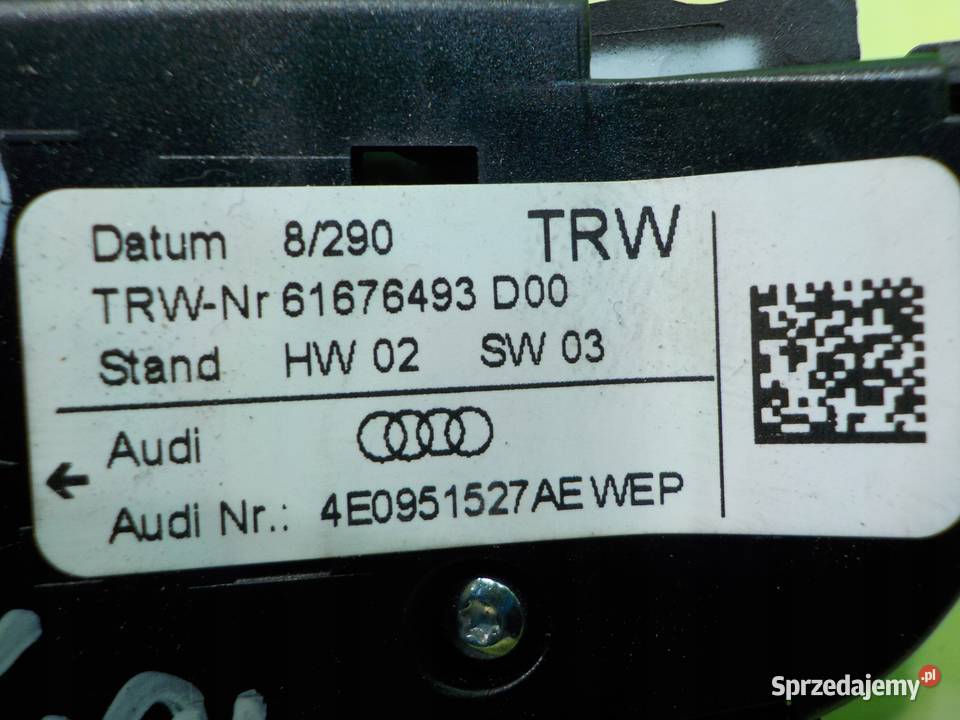 Datum 8/290 TRW
TRW-Nr 61676493 D00
Stand HW 02 SW 03
Audi
Audi Nr.: 4E0951527AE WEP
Sprzedajemy.pl